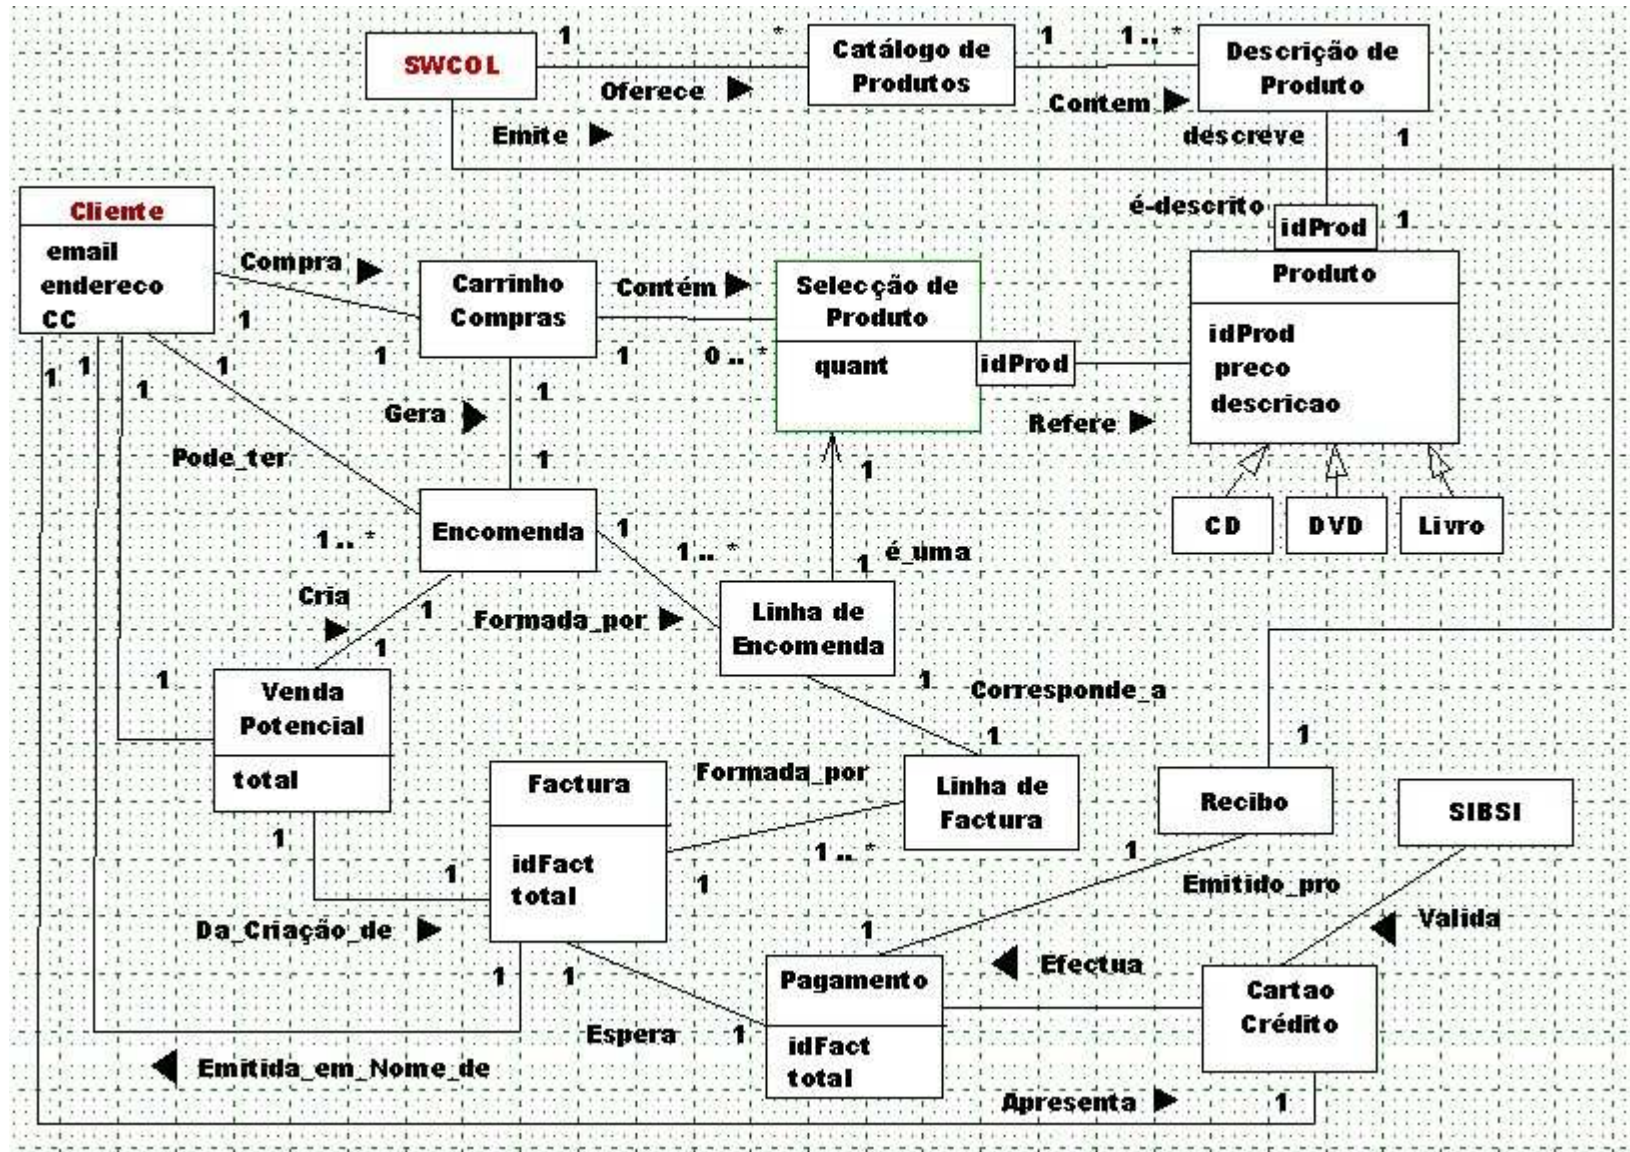 SWCOL
1
*
Oferece
Catálogo de
Produtos
1
1.. *
Contem
Descrição de
Produto
Emite
descreve
1
é-descrito
1
idProd
Produto
idProd
preco
descricao
CD
DVD
Livro
Cliente
email
endereco
CC
Compra
1
1
Carrinho
Compras
Contém
1
0.. *
Selecção de
Produto
quant
idProd
Refere
1
1
1
1
Pode_ter
1.. *
Gera
1
1
Encomenda
1
1.. *
Formada_por
1
é_uma
1
Linha de
Encomenda
Cria
1
1
1
Venda
Potencial
total
1
Corresponde_a
1
Linha de
Factura
Formada_por
1.. *
1
Factura
idFact
total
1
1
Da_Criação_de
1
Recibo
SIBSI
1
Emitido_pro
1
Valida
Efectua
Pagamento
idFact
total
Cartao
Crédito
1
1
Espera
1
Emitida_em_Nome_de
Apresenta
1